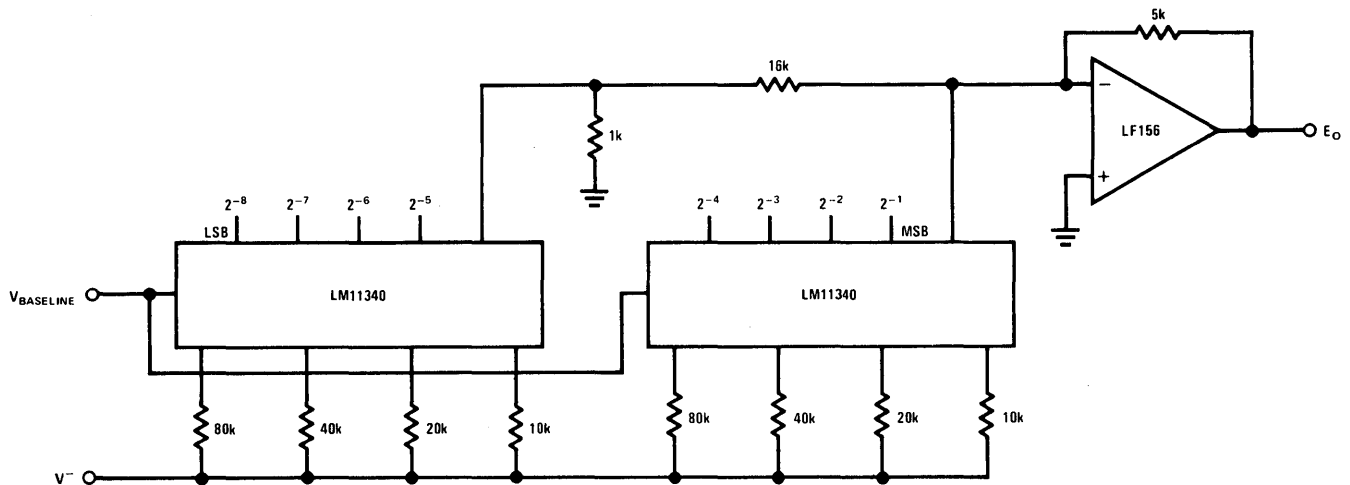 5k
16k
−
LF156
E₀
+
1k
2⁻⁸ 2⁻⁷ 2⁻⁶ 2⁻⁵
2⁻⁴ 2⁻³ 2⁻² 2⁻¹
LSB
MSB
V_BASELINE
LM11340
LM11340
80k 40k 20k 10k
80k 40k 20k 10k
V⁻